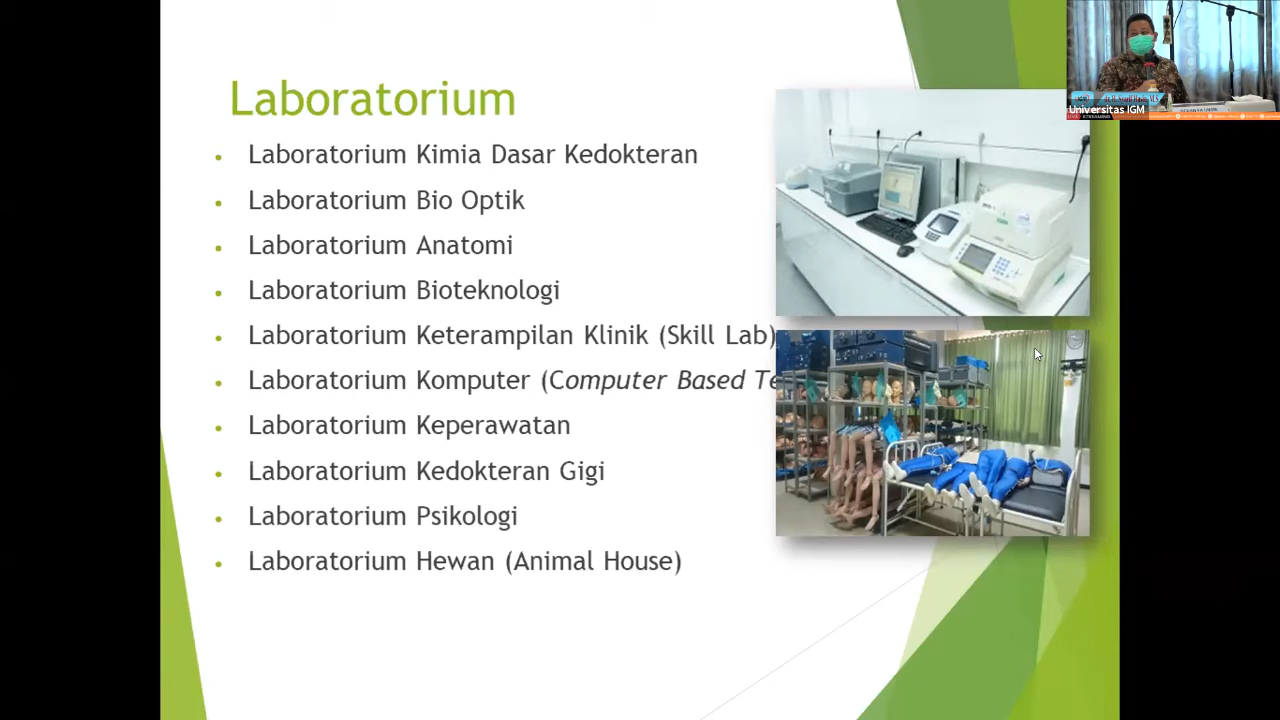 Laboratorium
Laboratorium Kimia Dasar Kedokteran
Laboratorium Bio Optik
Laboratorium Anatomi
Laboratorium Bioteknologi
Laboratorium Keterampilan Klinik (Skill Lab)
Laboratorium Komputer (Computer Based Te
Laboratorium Keperawatan
Laboratorium Kedokteran Gigi
Laboratorium Psikologi
Laboratorium Hewan (Animal House)
Universitas IGM